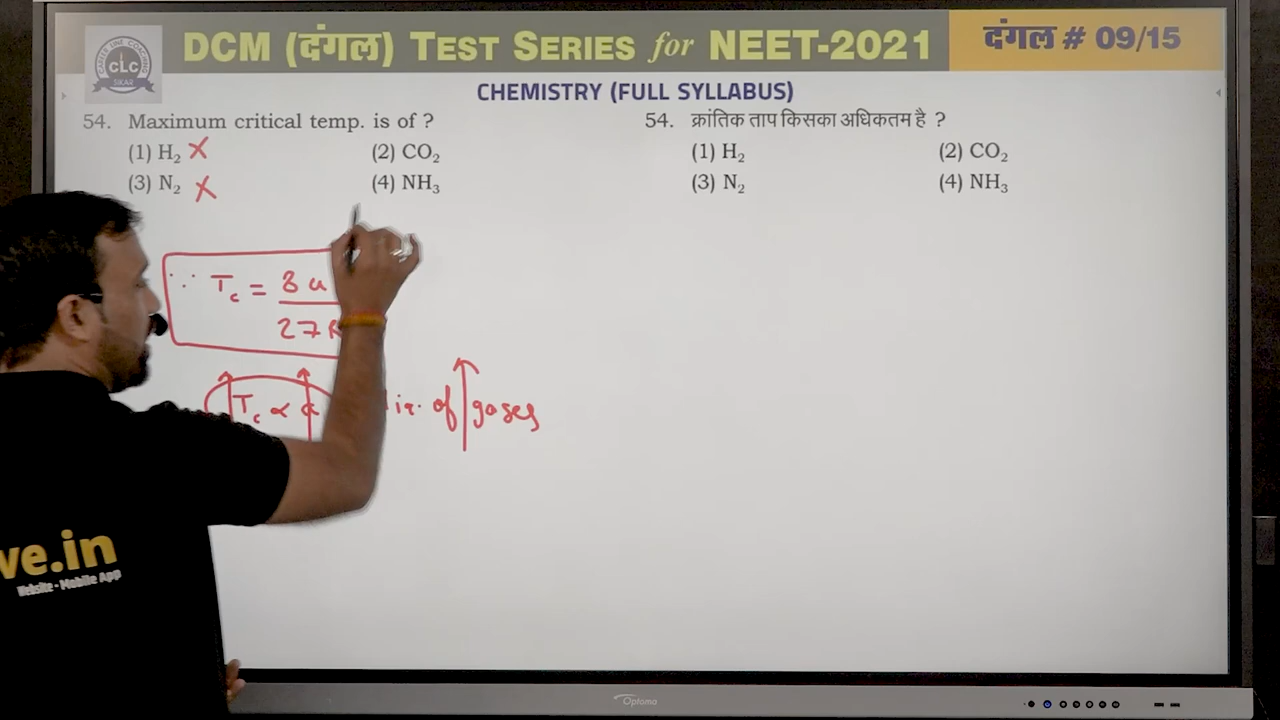 DCM (दंगल) TEST SERIES for NEET-2021
दंगल # 09/15
CLC
SIKAR
CHEMISTRY (FULL SYLLABUS)
54. Maximum critical temp. is of ?
(1) H₂ X
(2) CO₂
(3) N₂ X
(4) NH₃
54. क्रांतिक ताप किसका अधिकतम है ?
(1) H₂
(2) CO₂
(3) N₂
(4) NH₃
∵ Tc = 8 a
27 R
Tc ∝ a
of gases
ve.in
Website - Mobile App
Optoma